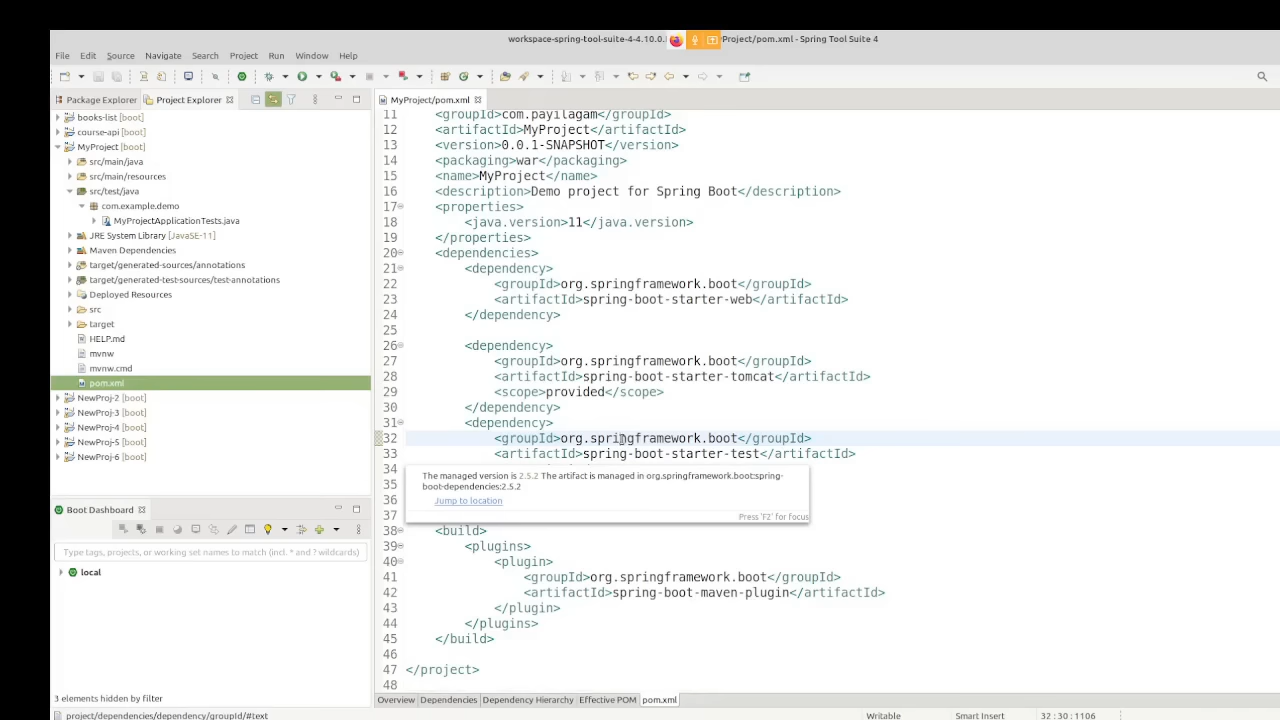 workspace-spring-tool-suite-4-4.10.0. Project/pom.xml - Spring Tool Suite 4
File Edit Source Navigate Search Project Run Window Help
Package Explorer Project Explorer
books-list [boot]
course-api [boot]
MyProject [boot]
src/main/java
src/main/resources
src/test/java
com.example.demo
MyProjectApplicationTests.java
JRE System Library [JavaSE-11]
Maven Dependencies
target/generated-sources/annotations
target/generated-test-sources/test-annotations
Deployed Resources
src
target
HELP.md
mvnw
mvnw.cmd
pom.xml
NewProj-2 [boot]
NewProj-3 [boot]
NewProj-4 [boot]
NewProj-5 [boot]
NewProj-6 [boot]
Boot Dashboard
Type tags, projects, or working set names to match (incl. * and ? wildcards)
local
3 elements hidden by filter
MyProject/pom.xml
11 <groupId>com.payilagam</groupId>
12 <artifactId>MyProject</artifactId>
13 <version>0.0.1-SNAPSHOT</version>
14 <packaging>war</packaging>
15 <name>MyProject</name>
16 <description>Demo project for Spring Boot</description>
17 <properties>
18 <java.version>11</java.version>
19 </properties>
20 <dependencies>
21 <dependency>
22 <groupId>org.springframework.boot</groupId>
23 <artifactId>spring-boot-starter-web</artifactId>
24 </dependency>
25
26 <dependency>
27 <groupId>org.springframework.boot</groupId>
28 <artifactId>spring-boot-starter-tomcat</artifactId>
29 <scope>provided</scope>
30 </dependency>
31 <dependency>
32 <groupId>org.springframework.boot</groupId>
33 <artifactId>spring-boot-starter-test</artifactId>
34
35
36
37
The managed version is 2.5.2 The artifact is managed in org.springframework.boot:spring-
boot-dependencies:2.5.2
Jump to location
Press 'F2' for focus
38 <build>
39 <plugins>
40 <plugin>
41 <groupId>org.springframework.boot</groupId>
42 <artifactId>spring-boot-maven-plugin</artifactId>
43 </plugin>
44 </plugins>
45 </build>
46
47 </project>
48
Overview Dependencies Dependency Hierarchy Effective POM pom.xml
project/dependencies/dependency/groupId/#text Writable Smart Insert 32 : 30 : 1106